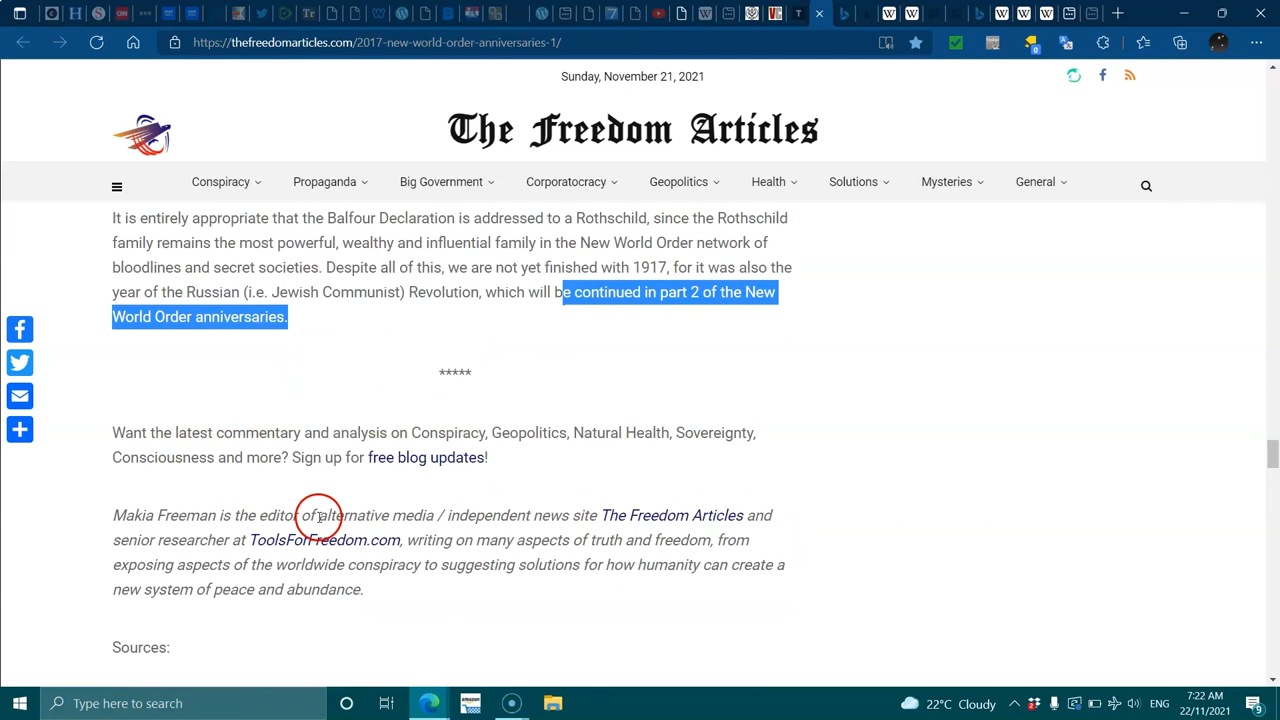 https://thefreedomarticles.com/2017-new-world-order-anniversaries-1/
Sunday, November 21, 2021
The Freedom Articles
Conspiracy Propaganda Big Government Corporatocracy Geopolitics Health Solutions Mysteries General
It is entirely appropriate that the Balfour Declaration is addressed to a Rothschild, since the Rothschild
family remains the most powerful, wealthy and influential family in the New World Order network of
bloodlines and secret societies. Despite all of this, we are not yet finished with 1917, for it was also the
year of the Russian (i.e. Jewish Communist) Revolution, which will be continued in part 2 of the New
World Order anniversaries.
*****
Want the latest commentary and analysis on Conspiracy, Geopolitics, Natural Health, Sovereignty,
Consciousness and more? Sign up for free blog updates!
Makia Freeman is the editor of alternative media / independent news site The Freedom Articles and
senior researcher at ToolsForFreedom.com, writing on many aspects of truth and freedom, from
exposing aspects of the worldwide conspiracy to suggesting solutions for how humanity can create a
new system of peace and abundance.
Sources:
Type here to search
22°C Cloudy
7:22 AM
22/11/2021